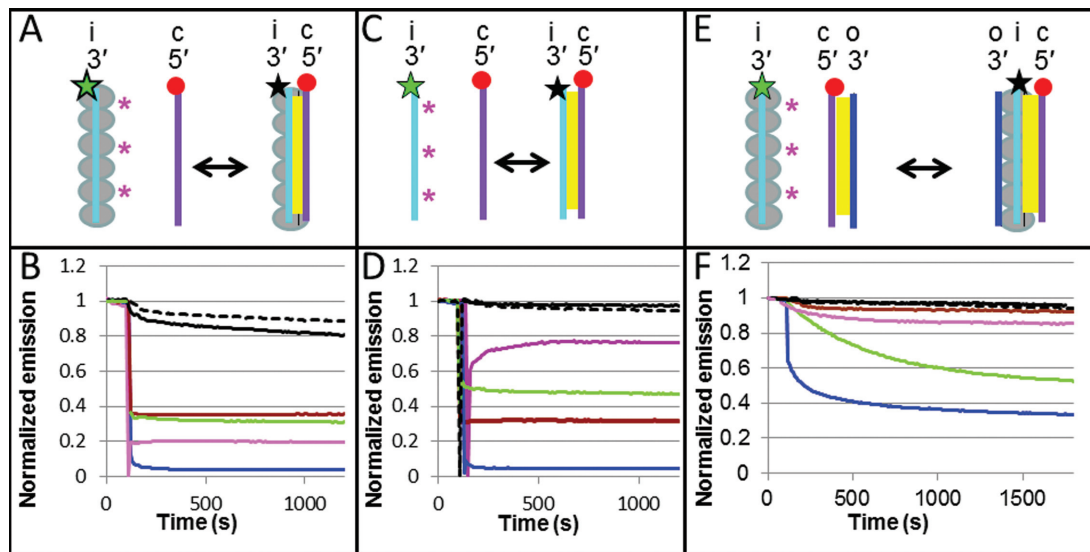 A
i
3′
c
5′
i c
3′ 5′
*
*
*
C
i
3′
c
5′
i c
3′ 5′
*
*
*
E
i
3′
c o
5′ 3′
o i c
3′ 5′
*
*
*
B
Normalized emission
1.2
1
0.8
0.6
0.4
0.2
0
0 500 1000
Time (s)
D
Normalized emission
1.2
1
0.8
0.6
0.4
0.2
0
0 500 1000
Time (s)
F
Normalized emission
1.2
1
0.8
0.6
0.4
0.2
0
0 500 1000 1500
Time (s)